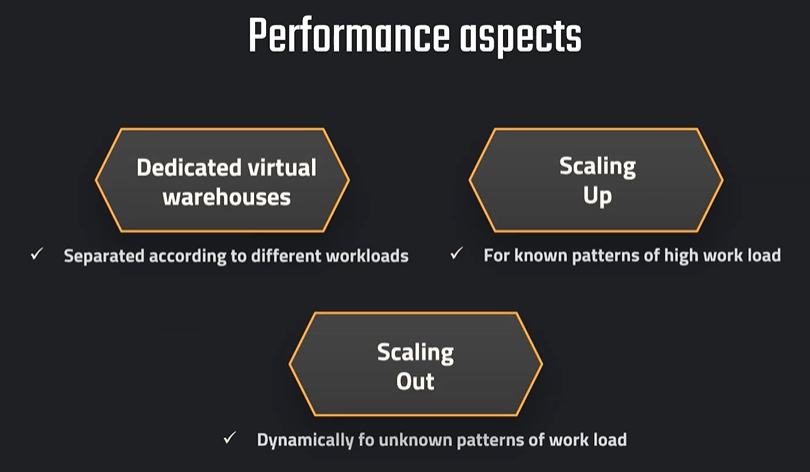 Performance aspects
Dedicated virtual
warehouses
✓ Separated according to different workloads
Scaling
Up
✓ For known patterns of high work load
Scaling
Out
✓ Dynamically fo unknown patterns of work load